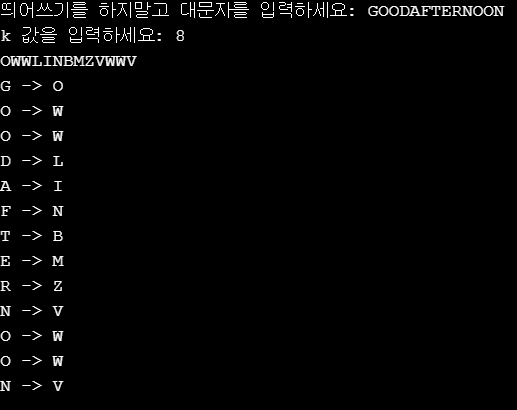 띄어쓰기를 하지말고 대문자를 입력하세요: GOODAFTERNOON
k 값을 입력하세요: 8
OWWLINBMZVWWV
G -> O
O -> W
O -> W
D -> L
A -> I
F -> N
T -> B
E -> M
R -> Z
N -> V
O -> W
O -> W
N -> V